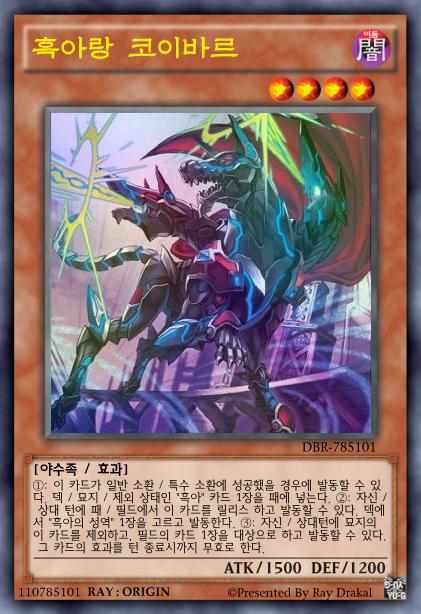 흑아랑 코이바르
어둠
闇
DBR-785101
[야수족 / 효과]
①: 이 카드가 일반 소환 / 특수 소환에 성공했을 경우에 발동할 수 있
다. 덱 / 묘지 / 제외 상태인 "흑아" 카드 1장을 패에 넣는다. ②: 자신 /
상대 턴에 패 / 필드에서 이 카드를 릴리스 하고 발동할 수 있다. 덱에
서 "흑아의 성역" 1장을 고르고 발동한다. ③: 자신 / 상대턴에 묘지의
이 카드를 제외하고, 필드의 카드 1장을 대상으로 하고 발동할 수 있다.
그 카드의 효과를 턴 종료시까지 무효로 한다.
ATK/1500 DEF/1200
110785101 RAY : ORIGIN ©Presented By Ray Drakal